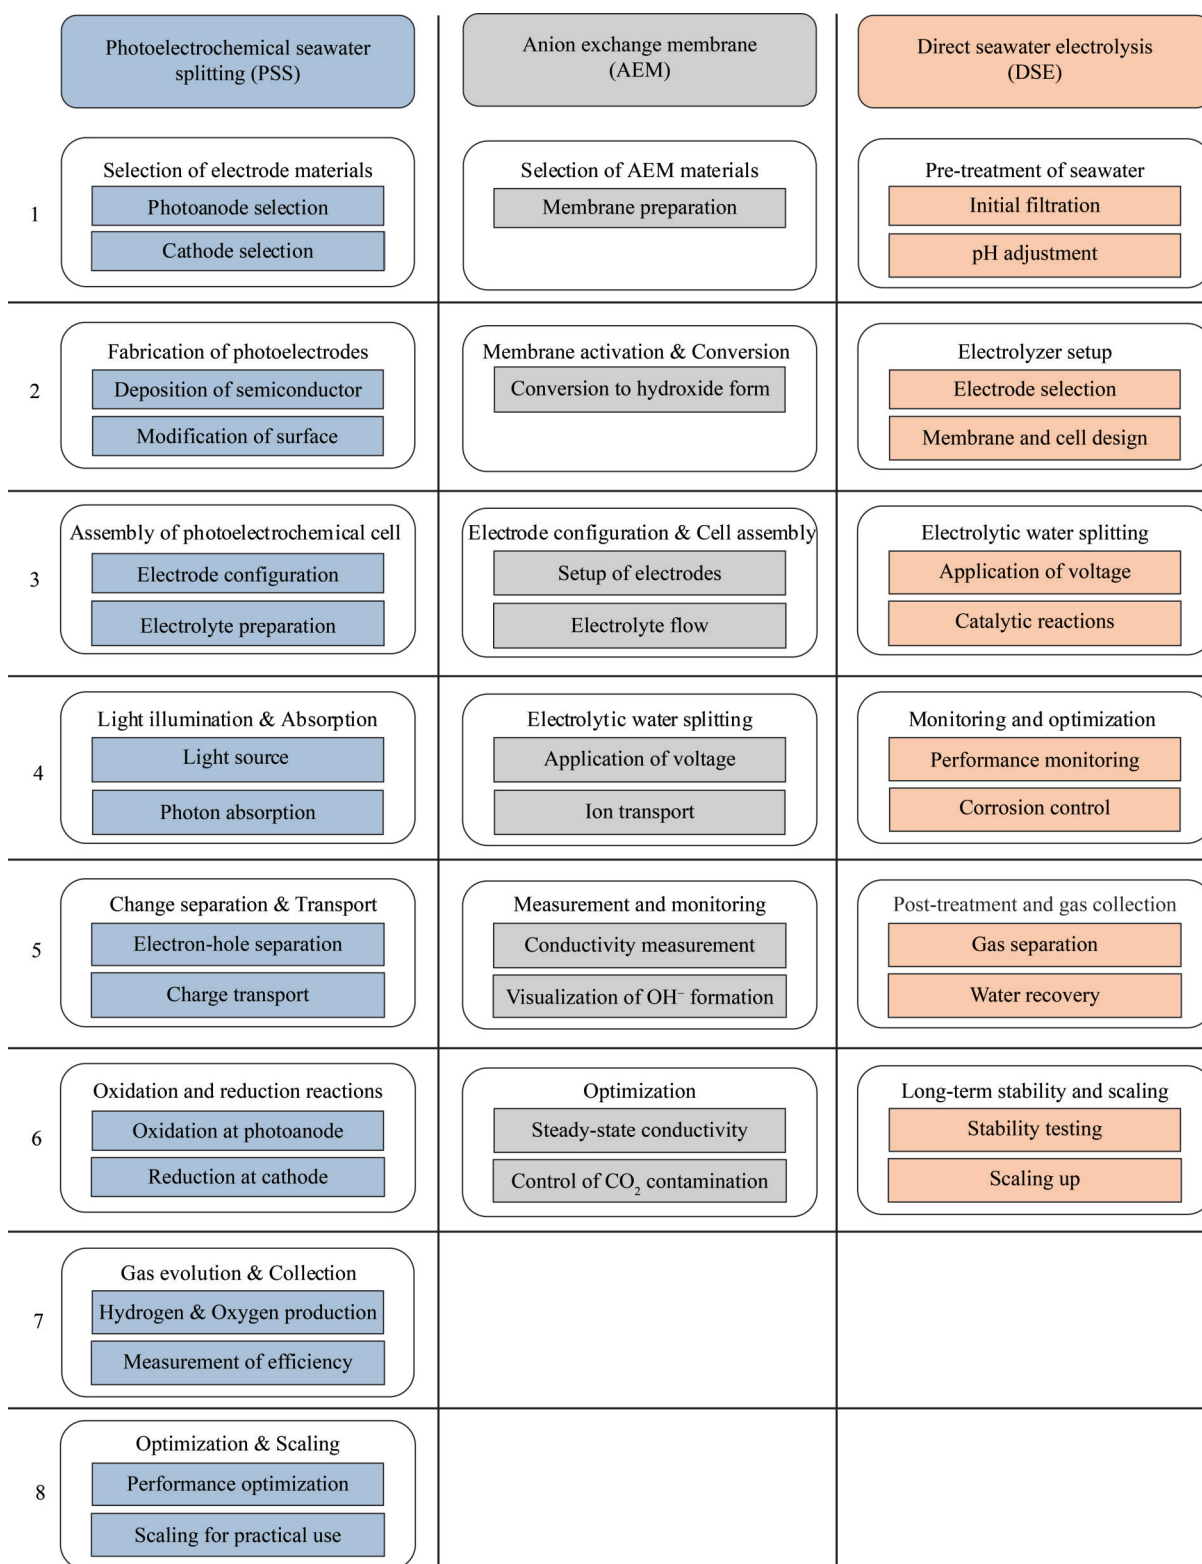 Photoelectrochemical seawater
splitting (PSS)
Anion exchange membrane
(AEM)
Direct seawater electrolysis
(DSE)
1
Selection of electrode materials
Photoanode selection
Cathode selection
Selection of AEM materials
Membrane preparation
Pre-treatment of seawater
Initial filtration
pH adjustment
2
Fabrication of photoelectrodes
Deposition of semiconductor
Modification of surface
Membrane activation & Conversion
Conversion to hydroxide form
Electrolyzer setup
Electrode selection
Membrane and cell design
3
Assembly of photoelectrochemical cell
Electrode configuration
Electrolyte preparation
Electrode configuration & Cell assembly
Setup of electrodes
Electrolyte flow
Electrolytic water splitting
Application of voltage
Catalytic reactions
4
Light illumination & Absorption
Light source
Photon absorption
Electrolytic water splitting
Application of voltage
Ion transport
Monitoring and optimization
Performance monitoring
Corrosion control
5
Change separation & Transport
Electron-hole separation
Charge transport
Measurement and monitoring
Conductivity measurement
Visualization of OH⁻ formation
Post-treatment and gas collection
Gas separation
Water recovery
6
Oxidation and reduction reactions
Oxidation at photoanode
Reduction at cathode
Optimization
Steady-state conductivity
Control of CO₂ contamination
Long-term stability and scaling
Stability testing
Scaling up
7
Gas evolution & Collection
Hydrogen & Oxygen production
Measurement of efficiency
8
Optimization & Scaling
Performance optimization
Scaling for practical use